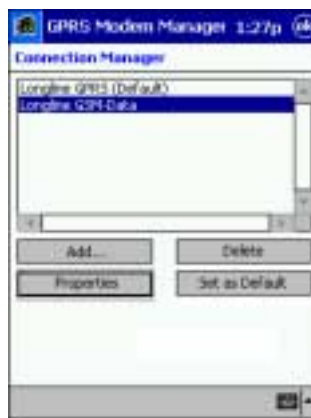 GPRS Modem Manager 1:27p ok
Connection Manager
Longline GPRS (Default)
Longline GSM-Data
Add... Delete
Properties Set as Default